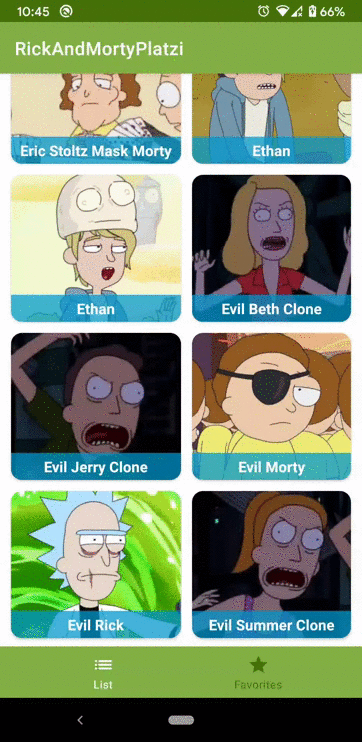 10:45 66%
RickAndMortyPlatzi
Eric Stoltz Mask Morty Ethan
Ethan Evil Beth Clone
Evil Jerry Clone Evil Morty
Evil Rick Evil Summer Clone
List Favorites